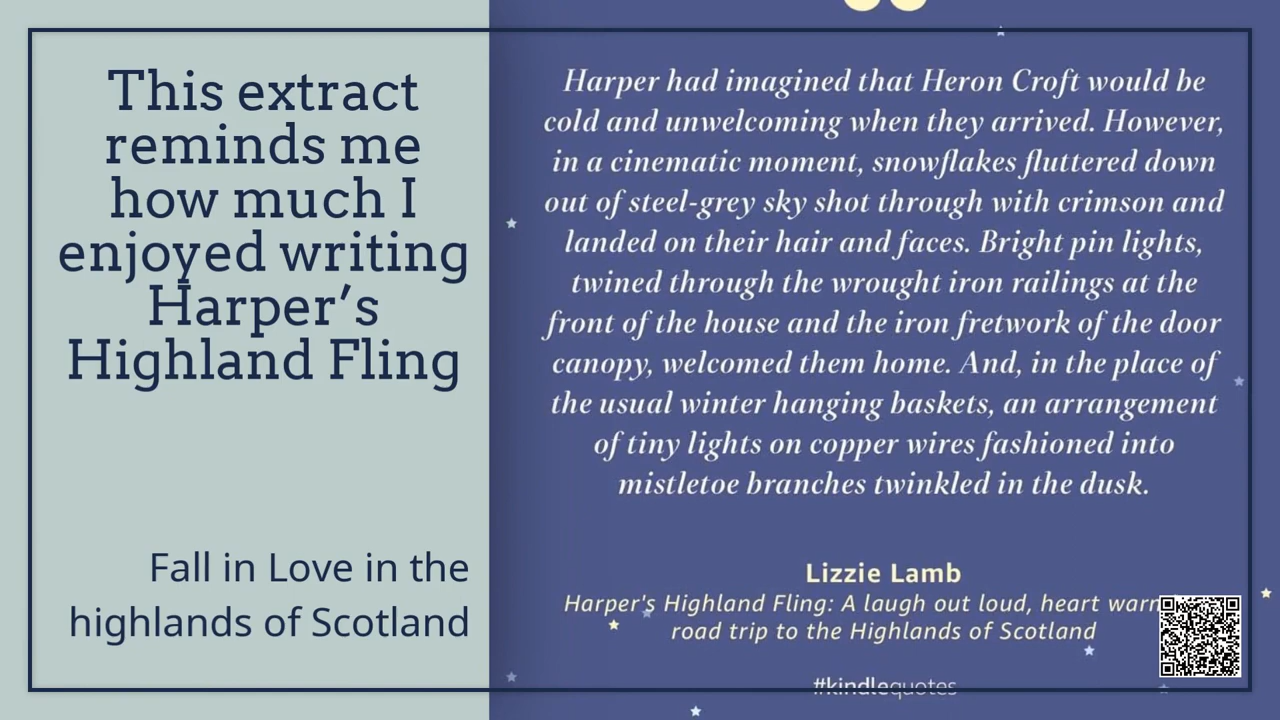 This extract
reminds me
how much I
enjoyed writing
Harper’s
Highland Fling
Fall in Love in the
highlands of Scotland
Harper had imagined that Heron Croft would be
cold and unwelcoming when they arrived. However,
in a cinematic moment, snowflakes fluttered down
out of steel-grey sky shot through with crimson and
landed on their hair and faces. Bright pin lights,
twined through the wrought iron railings at the
front of the house and the iron fretwork of the door
canopy, welcomed them home. And, in the place of
the usual winter hanging baskets, an arrangement
of tiny lights on copper wires fashioned into
mistletoe branches twinkled in the dusk.
Lizzie Lamb
Harper's Highland Fling: A laugh out loud, heart
road trip to the Highlands of Scotland
#kindlequotes